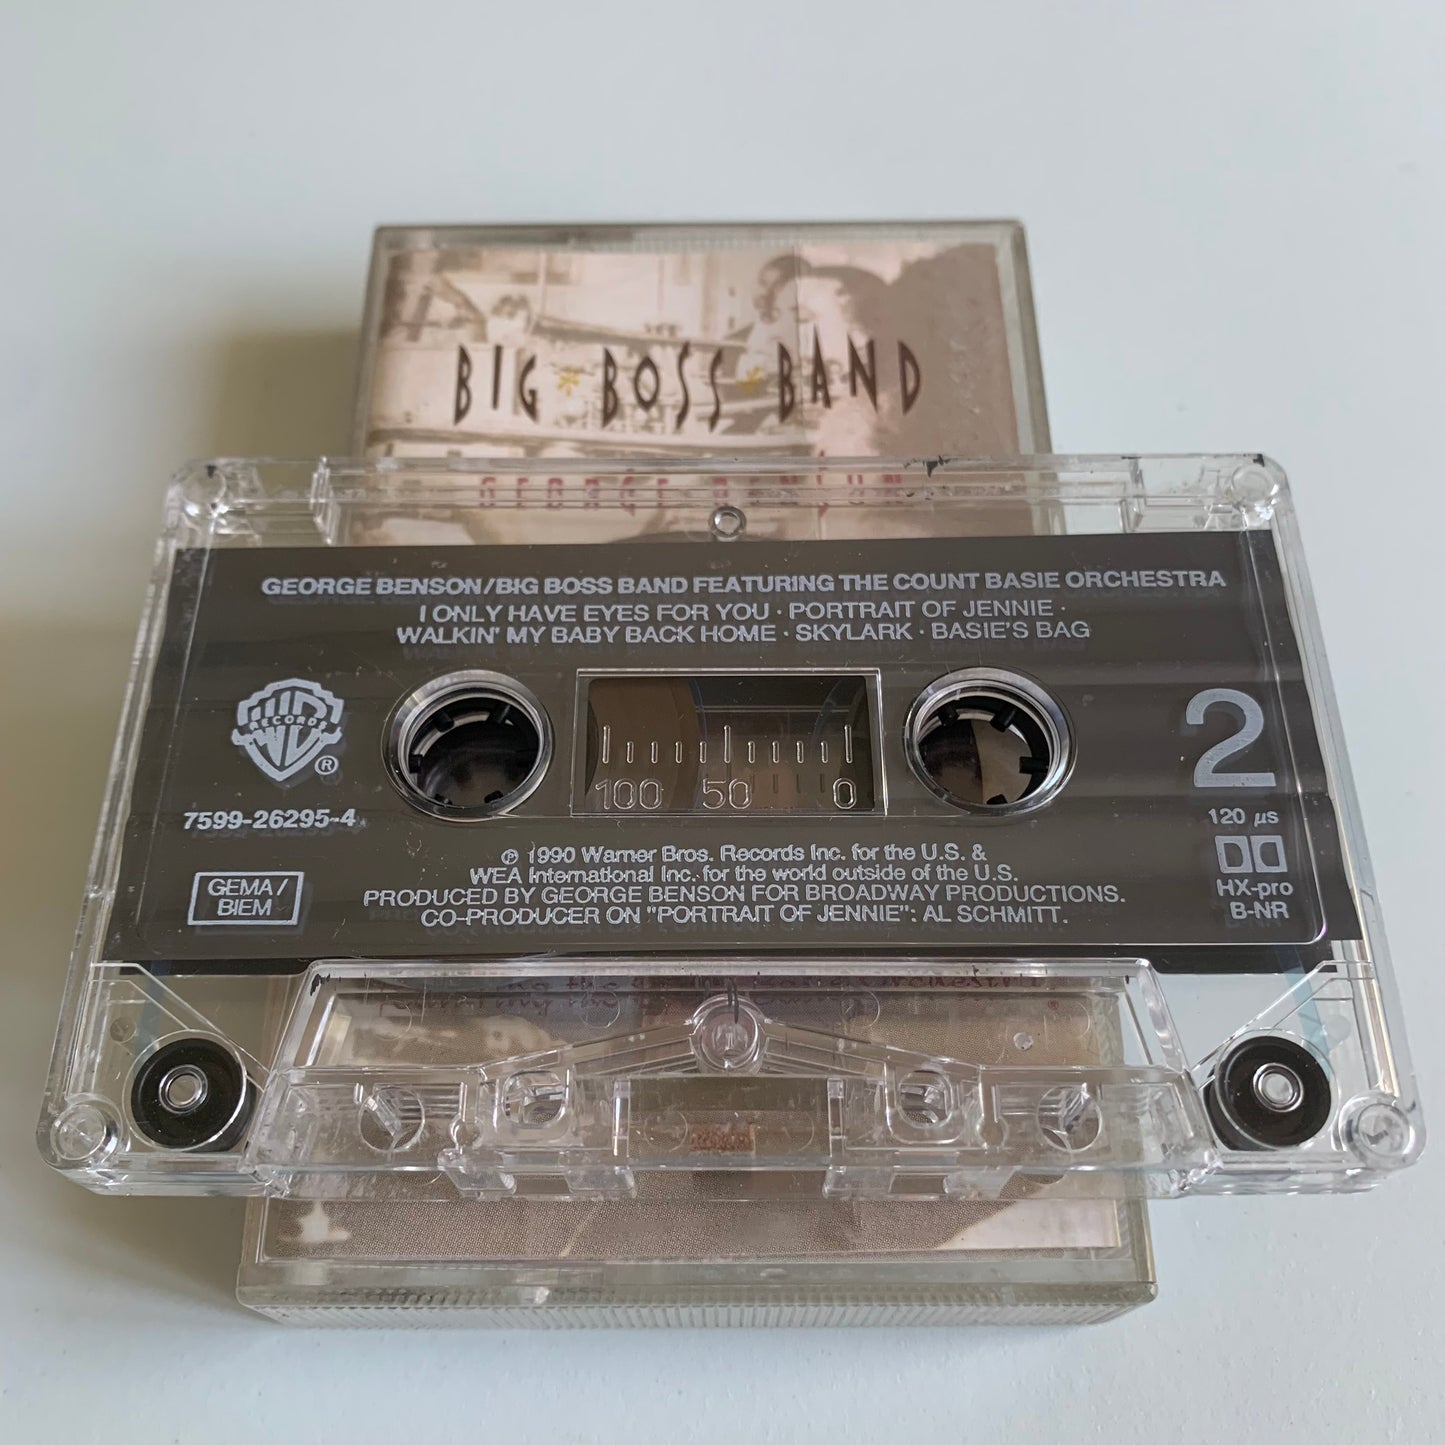 BIG * BOSS * BAND
GEORGE BENSON
GEORGE BENSON/BIG BOSS BAND FEATURING THE COUNT BASIE ORCHESTRA
I ONLY HAVE EYES FOR YOU · PORTRAIT OF JENNIE ·
WALKIN' MY BABY BACK HOME · SKYLARK · BASIE'S BAG
RECORDS
®
2
100 50 0
7599-26295-4
120 µs
HX-pro
B-NR
GEMA/
BIEM
℗ 1990 Warner Bros. Records Inc. for the U.S. &
WEA International Inc. for the world outside of the U.S.
PRODUCED BY GEORGE BENSON FOR BROADWAY PRODUCTIONS.
CO-PRODUCER ON "PORTRAIT OF JENNIE": AL SCHMITT.